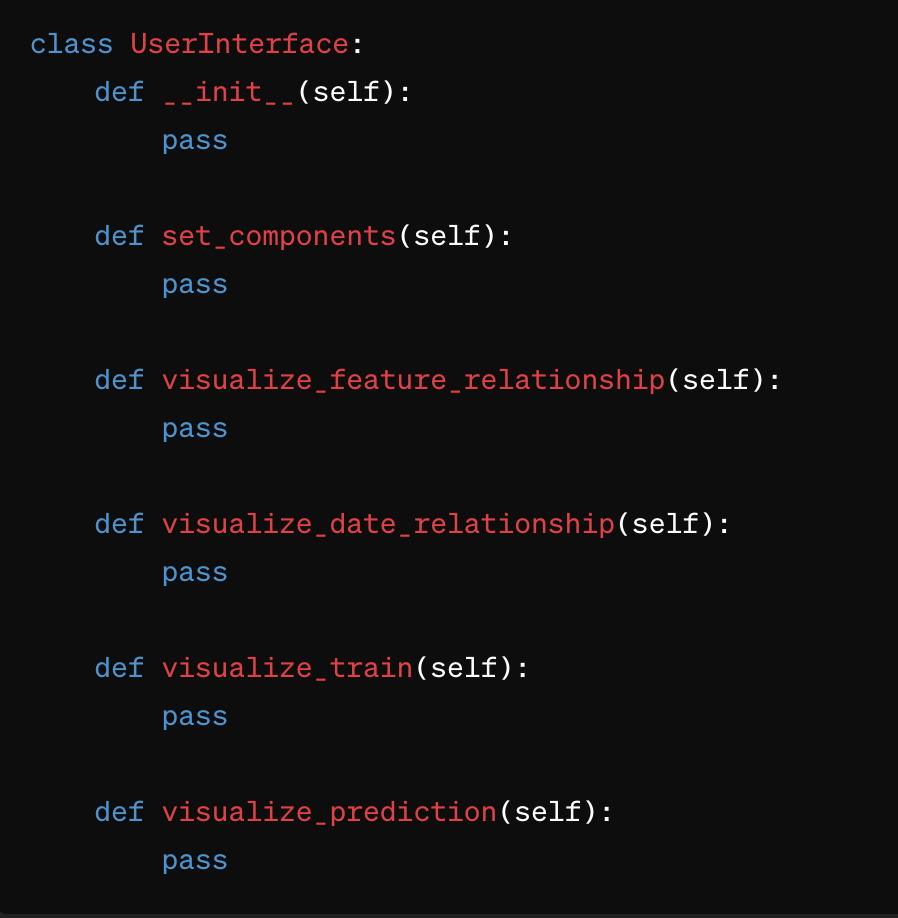 class UserInterface:
    def __init__(self):
        pass

    def set_components(self):
        pass

    def visualize_feature_relationship(self):
        pass

    def visualize_date_relationship(self):
        pass

    def visualize_train(self):
        pass

    def visualize_prediction(self):
        pass